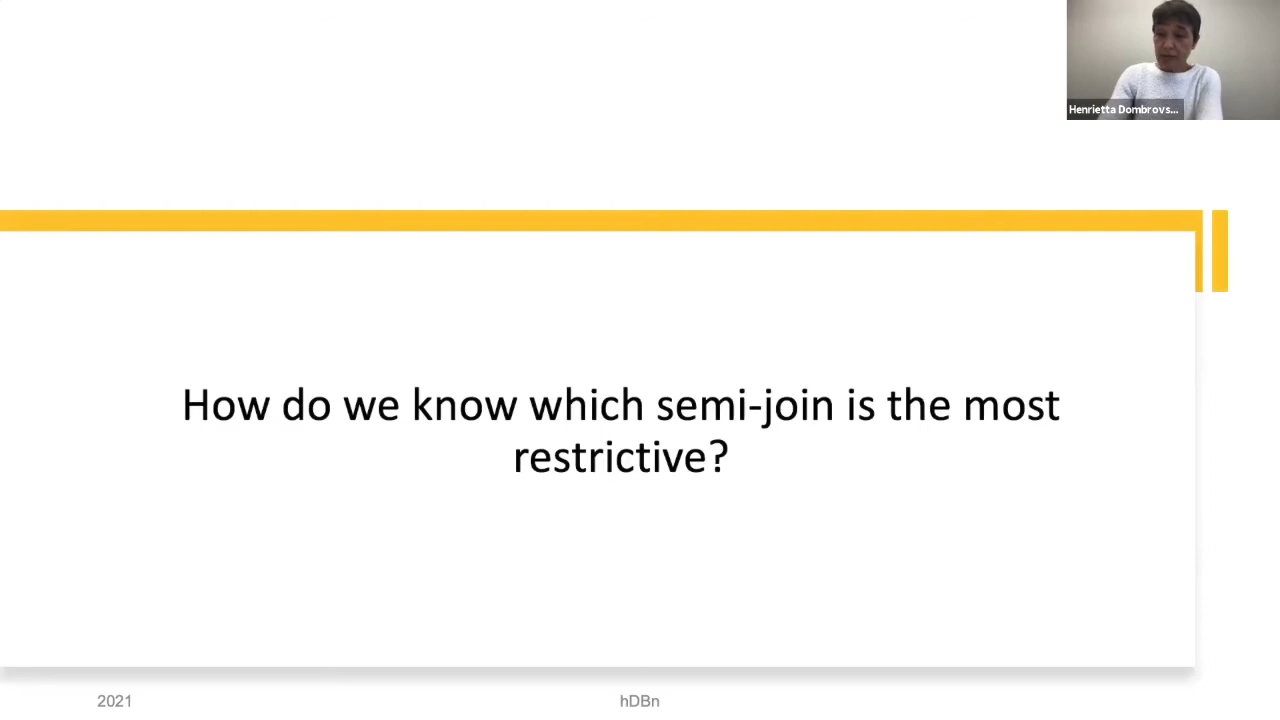 Henrietta Dombrovs...
How do we know which semi-join is the most
restrictive?
2021
hDBn